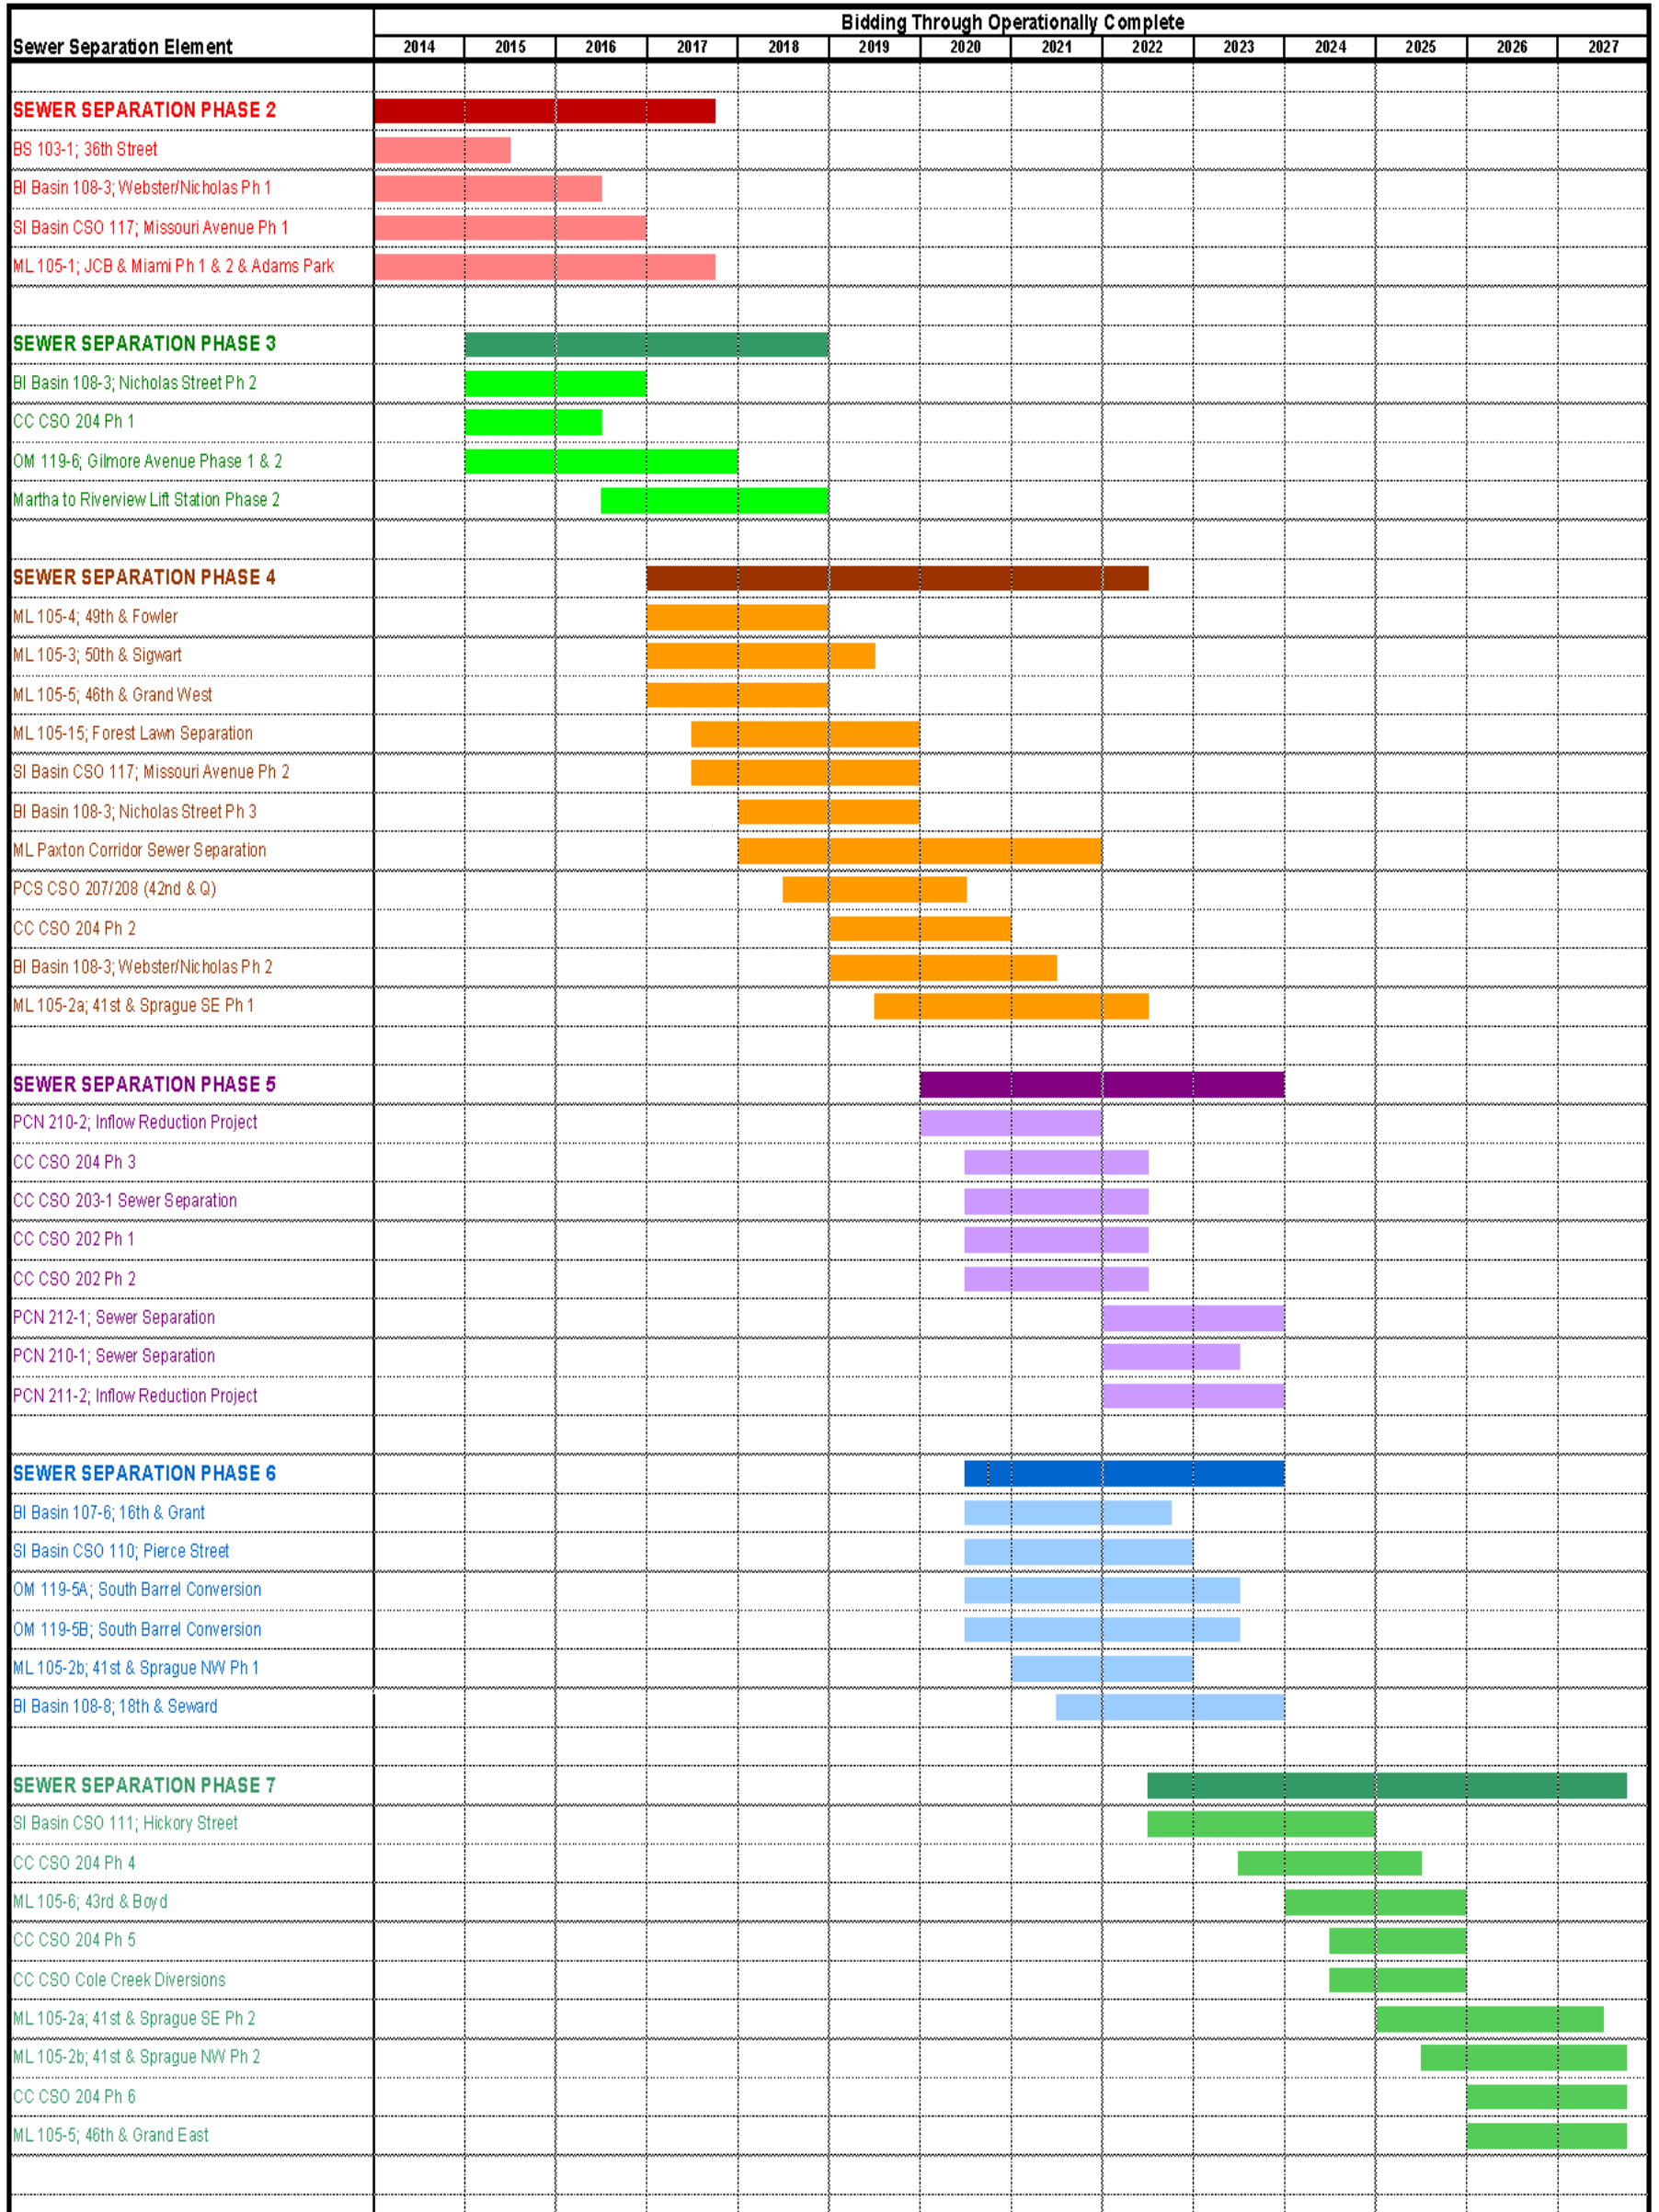 Bidding Through Operationally Complete
Sewer Separation Element 2014 2015 2016 2017 2018 2019 2020 2021 2022 2023 2024 2025 2026 2027
SEWER SEPARATION PHASE 2
BS 103-1; 36th Street
BI Basin 108-3; Webster/Nicholas Ph 1
SI Basin CSO 117; Missouri Avenue Ph 1
ML 105-1; JCB & Miami Ph 1 & 2 & Adams Park
SEWER SEPARATION PHASE 3
BI Basin 108-3; Nicholas Street Ph 2
CC CSO 204 Ph 1
OM 119-6; Gilmore Avenue Phase 1 & 2
Martha to Riverview Lift Station Phase 2
SEWER SEPARATION PHASE 4
ML 105-4; 49th & Fowler
ML 105-3; 50th & Sigwart
ML 105-5; 46th & Grand West
ML 105-15; Forest Lawn Separation
SI Basin CSO 117; Missouri Avenue Ph 2
BI Basin 108-3; Nicholas Street Ph 3
ML Paxton Corridor Sewer Separation
PCS CSO 207/208 (42nd & Q)
CC CSO 204 Ph 2
BI Basin 108-3; Webster/Nicholas Ph 2
ML 105-2a; 41st & Sprague SE Ph 1
SEWER SEPARATION PHASE 5
PCN 210-2; Inflow Reduction Project
CC CSO 204 Ph 3
CC CSO 203-1 Sewer Separation
CC CSO 202 Ph 1
CC CSO 202 Ph 2
PCN 212-1; Sewer Separation
PCN 210-1; Sewer Separation
PCN 211-2; Inflow Reduction Project
SEWER SEPARATION PHASE 6
BI Basin 107-6; 16th & Grant
SI Basin CSO 110; Pierce Street
OM 119-5A; South Barrel Conversion
OM 119-5B; South Barrel Conversion
ML 105-2b; 41st & Sprague NW Ph 1
BI Basin 108-8; 18th & Seward
SEWER SEPARATION PHASE 7
SI Basin CSO 111; Hickory Street
CC CSO 204 Ph 4
ML 105-6; 43rd & Boyd
CC CSO 204 Ph 5
CC CSO Cole Creek Diversions
ML 105-2a; 41st & Sprague SE Ph 2
ML 105-2b; 41st & Sprague NW Ph 2
CC CSO 204 Ph 6
ML 105-5; 46th & Grand East